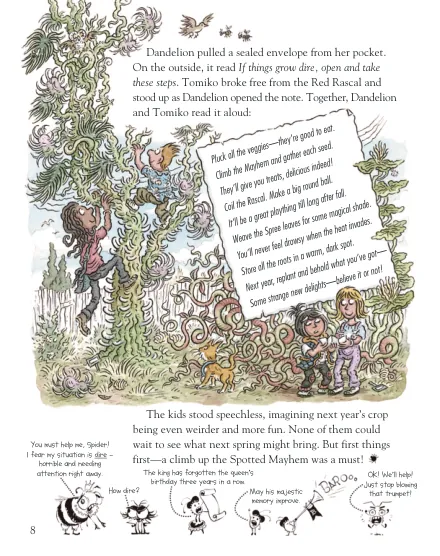 Dandelion pulled a sealed envelope from her pocket.
On the outside, it read If things grow dire, open and take
these steps. Tomiko broke free from the Red Rascal and
stood up as Dandelion opened the note. Together, Dandelion
and Tomiko read it aloud:
Pluck all the veggies—they're good to eat.
Climb the Mayhem and gather each seed.
They'll give you treats, delicious indeed!
Coil the Rascal. Make a big round ball.
It'll be a great plaything till long after fall.
Weave the Spree leaves for some magical shade.
You'll never feel drowsy when the heat invades.
Store all the roots in a warm, dark spot.
Next year, replant and behold what you've got—
Some strange new delights—believe it or not!
The kids stood speechless, imagining next year's crop
being even weirder and more fun. None of them could
wait to see what next spring might bring. But first things
first—a climb up the Spotted Mayhem was a must!
You must help me, Spider!
I fear my situation is dire –
horrible and needing
attention right away.
How dire?
The king has forgotten the queen's
birthday three years in a row.
May his majestic
memory improve.
DAROO
OK! We'll help!
Just stop blowing
that trumpet!
8